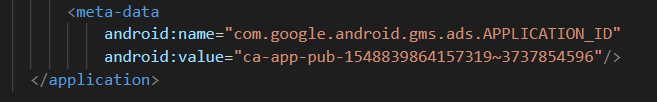 <meta-data
android:name="com.google.android.gms.ads.APPLICATION_ID"
android:value="ca-app-pub-1548839864157319~3737854596"/>
</application>